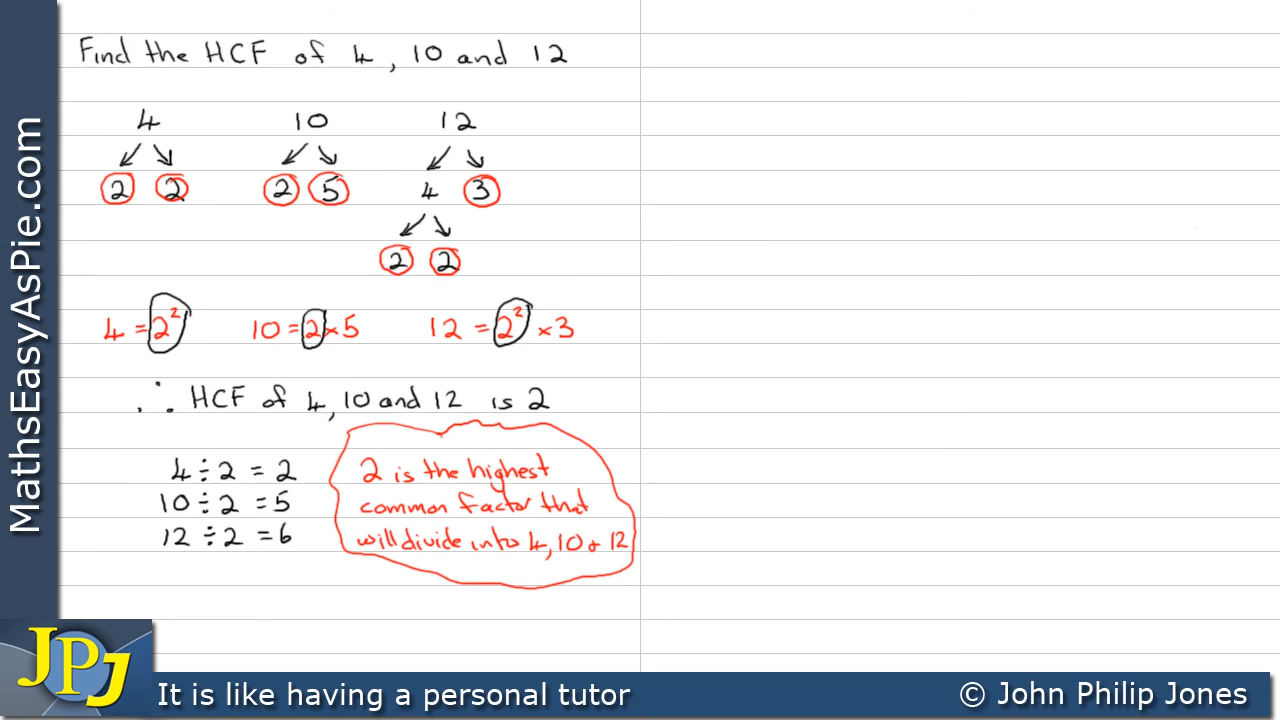 Find the HCF of 4, 10 and 12
4 10 12
2 2 2 5 4 3
2 2
4 = 2² 10 = 2 × 5 12 = 2² × 3
∴ HCF of 4, 10 and 12 is 2
4 ÷ 2 = 2
10 ÷ 2 = 5
12 ÷ 2 = 6
2 is the highest
common factor that
will divide into 4, 10 & 12
MathsEasyAsPie.com
JPJ
It is like having a personal tutor
© John Philip Jones